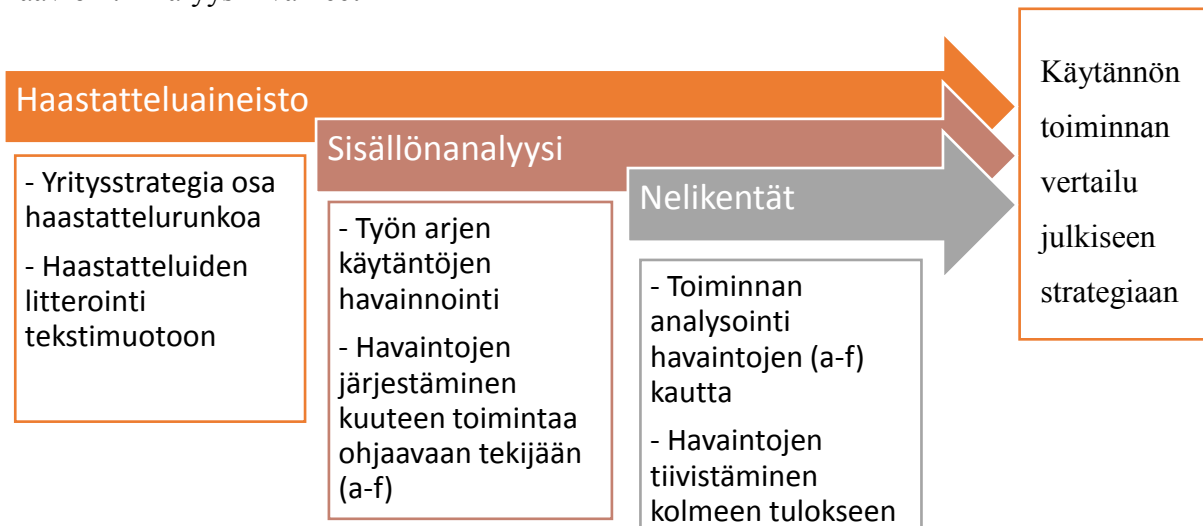 Haastatteluaineisto
- Yritysstrategia osa
haastattelurunkoa
- Haastatteluiden
litterointi
tekstimuotoon
Sisällönanalyysi
- Työn arjen
käytäntöjen
havainnointi
- Havaintojen
järjestäminen
kuuteen toimintaa
ohjaavaan tekijään
(a-f)
Nelikentät
- Toiminnan
analysointi
havaintojen (a-f)
kautta
- Havaintojen
tiivistäminen
kolmeen tulokseen
Käytännön
toiminnan
vertailu
julkiseen
strategiaan